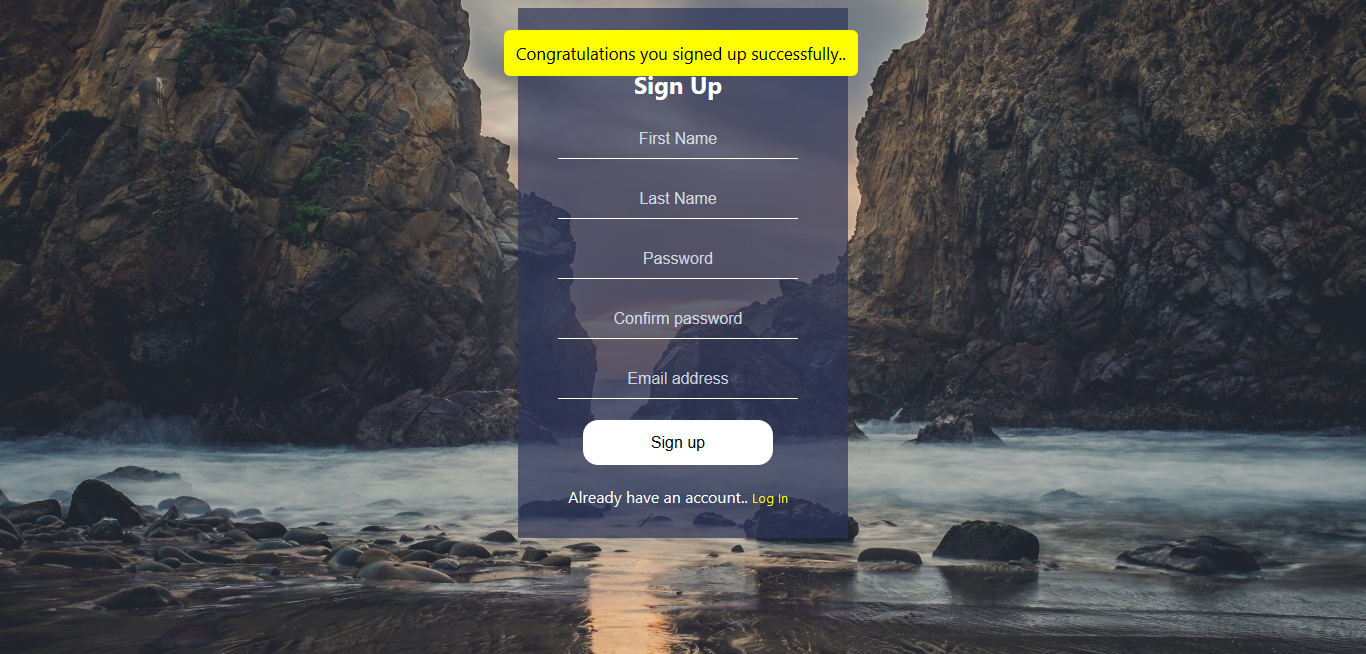 Congratulations you signed up successfully..
Sign Up
First Name
Last Name
Password
Confirm password
Email address
Sign up
Already have an account.. Log In